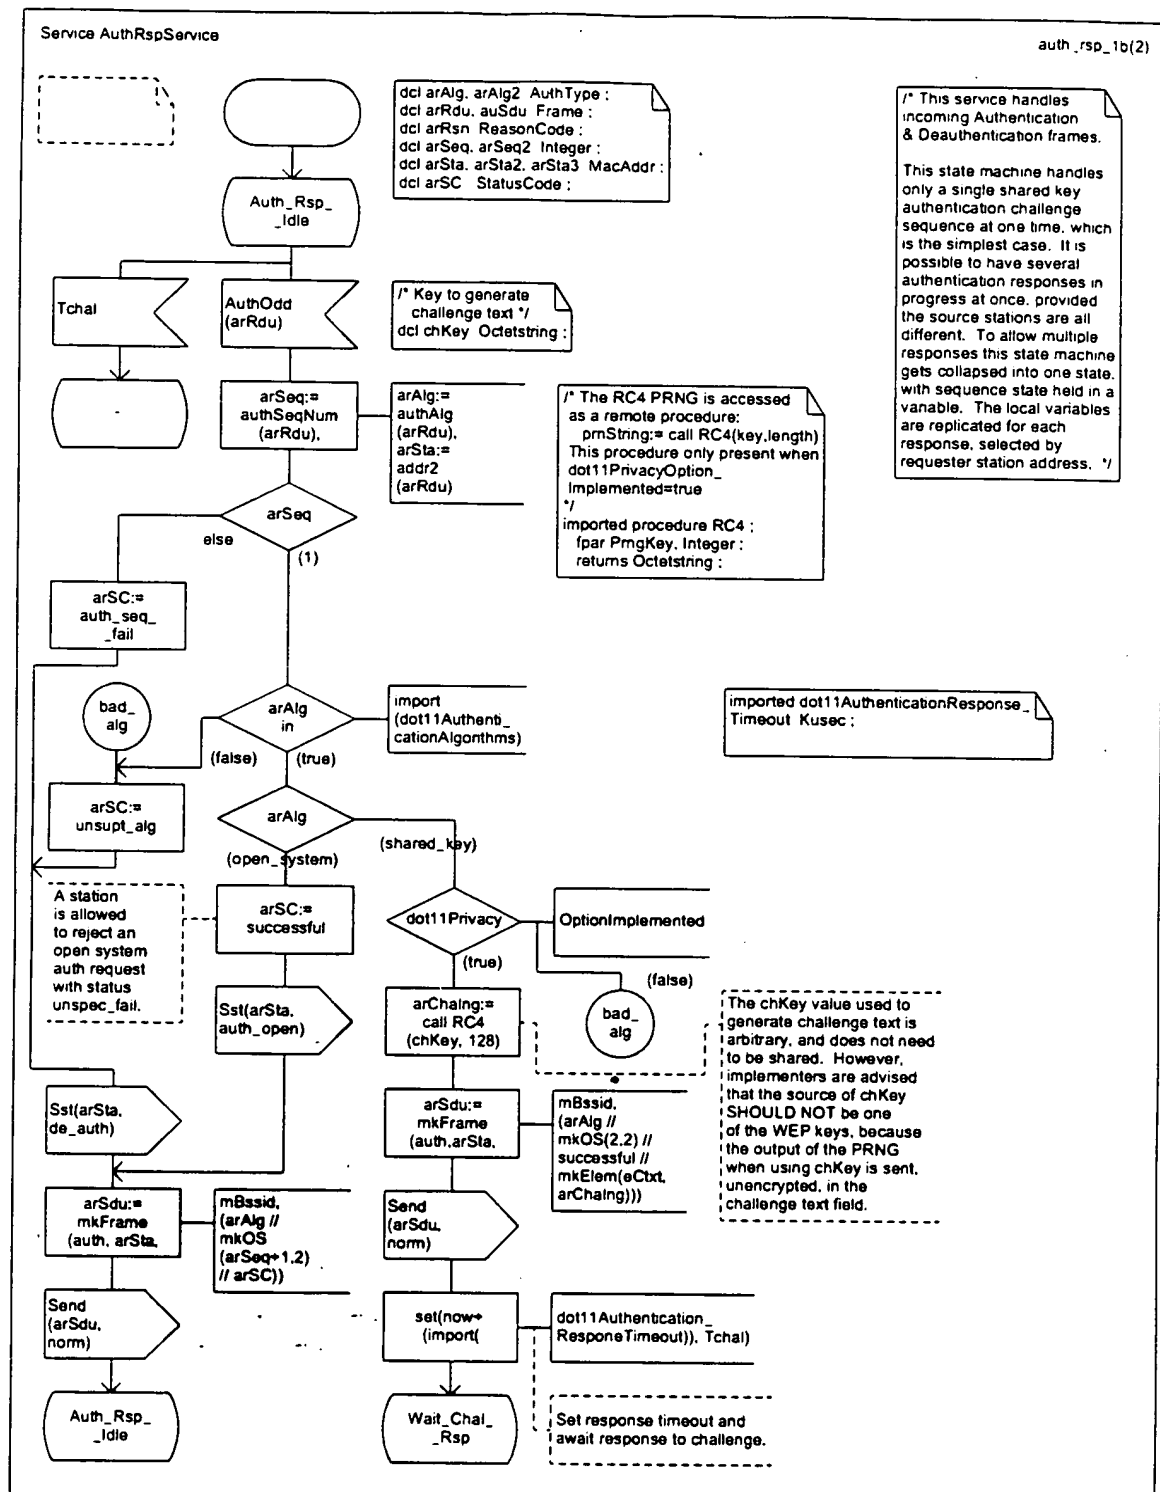 Service AuthRspService
auth_rsp_1b(2)
dcl arAlg, arAlg2 AuthType ;
dcl arRdu, auSdu Frame ;
dcl arRsn ReasonCode ;
dcl arSeq, arSeq2 Integer ;
dcl arSta, arSta2, arSta3 MacAddr ;
dcl arSC StatusCode ;
/* This service handles
incoming Authentication
& Deauthentication frames.
This state machine handles
only a single shared key
authentication challenge
sequence at one time, which
is the simplest case. It is
possible to have several
authentication responses in
progress at once, provided
the source stations are all
different. To allow multiple
responses this state machine
gets collapsed into one state,
with sequence state held in a
variable. The local variables
are replicated for each
response, selected by
requester station address. */
Auth_Rsp_
_Idle
Tchal
AuthOdd
(arRdu)
/* Key to generate
challenge text */
dcl chKey Octetstring ;
-
arSeq:=
authSeqNum
(arRdu),
arAlg:=
authAlg
(arRdu),
arSta:=
addr2
(arRdu)
/* The RC4 PRNG is accessed
as a remote procedure:
prnString:= call RC4(key,length)
This procedure only present when
dot11PrivacyOption_
Implemented=true
*/
imported procedure RC4 ;
fpar PrngKey, Integer ;
returns Octetstring ;
arSeq
else
(1)
arSC:=
auth_seq_
_fail
bad_
alg
arAlg
in
import
(dot11Authenti_
cationAlgorithms)
imported dot11AuthenticationResponse_
Timeout Kusec ;
(false)
(true)
arSC:=
unsupt_alg
arAlg
(shared_key)
(open_system)
A station
is allowed
to reject an
open system
auth request
with status
unspec_fail.
arSC:=
successful
dot11Privacy
OptionImplemented
(true)
(false)
Sst(arSta,
auth_open)
arChalng:=
call RC4
(chKey, 128)
bad_
alg
The chKey value used to
generate challenge text is
arbitrary, and does not need
to be shared. However,
implementers are advised
that the source of chKey
SHOULD NOT be one
of the WEP keys, because
the output of the PRNG
when using chKey is sent,
unencrypted, in the
challenge text field.
Sst(arSta,
de_auth)
arSdu:=
mkFrame
(auth,arSta,
mBssid,
(arAlg //
mkOS(2,2) //
successful //
mkElem(eCtxt,
arChalng)))
arSdu:=
mkFrame
(auth, arSta,
mBssid,
(arAlg //
mkOS
(arSeq+1,2)
// arSC))
Send
(arSdu,
norm)
Send
(arSdu,
norm)
set(now+
(import(
dot11Authentication_
ResponeTimeout)), Tchal)
Auth_Rsp_
_Idle
Wait_Chal_
_Rsp
Set response timeout and
await response to challenge.